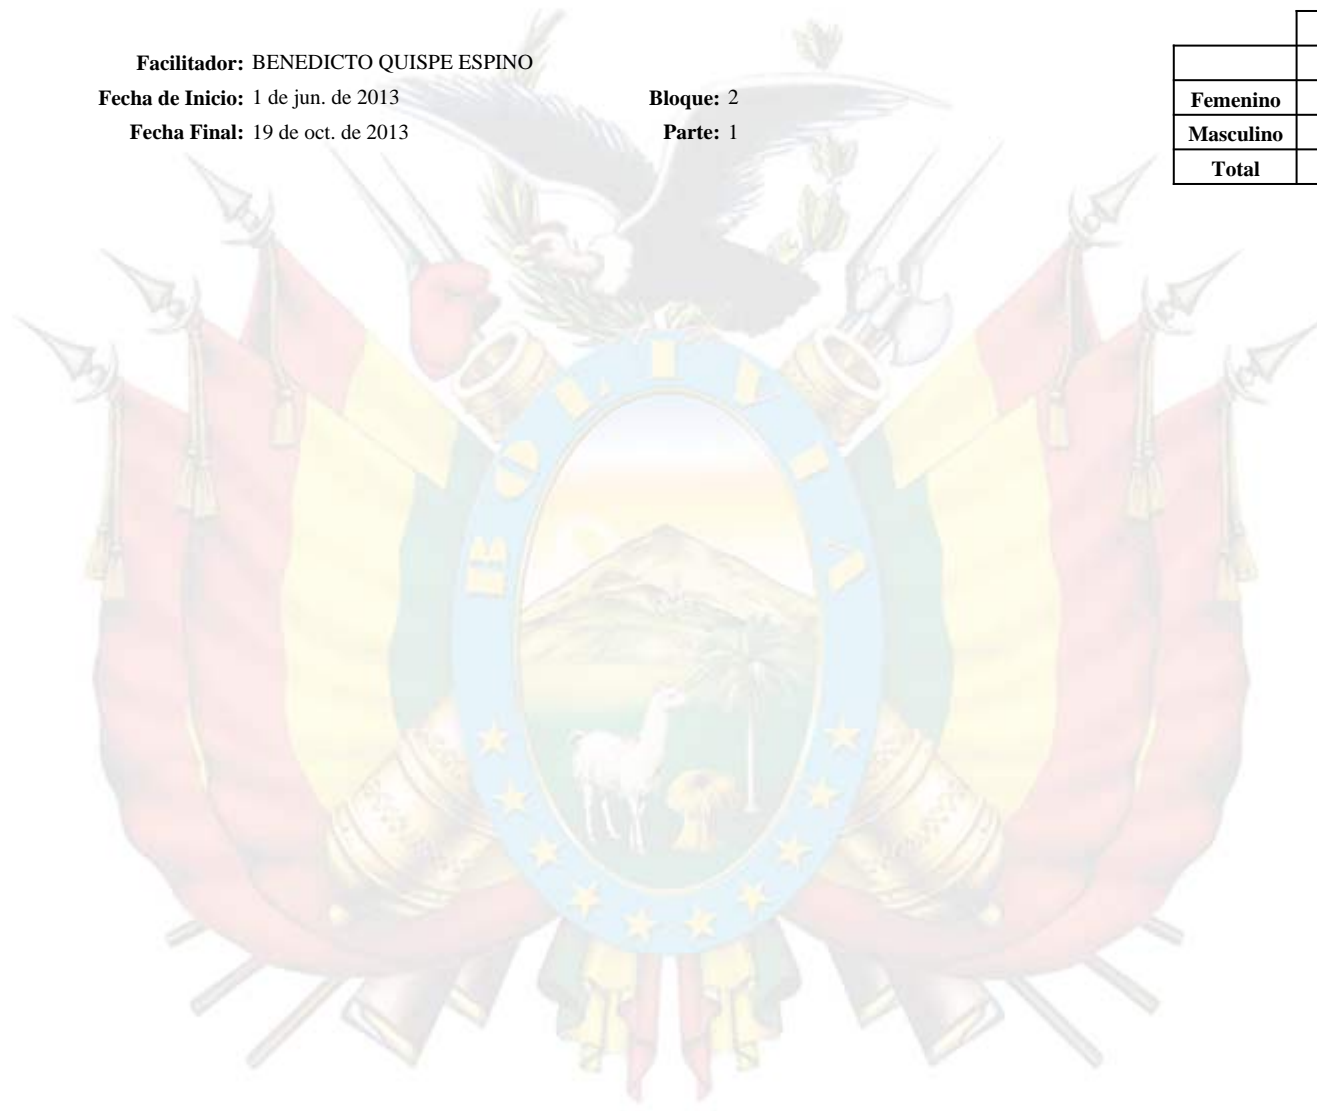 Facilitador: BENEDICTO QUISPE ESPINO
Fecha de Inicio: 1 de jun. de 2013 Bloque: 2
Fecha Final: 19 de oct. de 2013 Parte: 1
Femenino
Masculino
Total
BOLIVIA